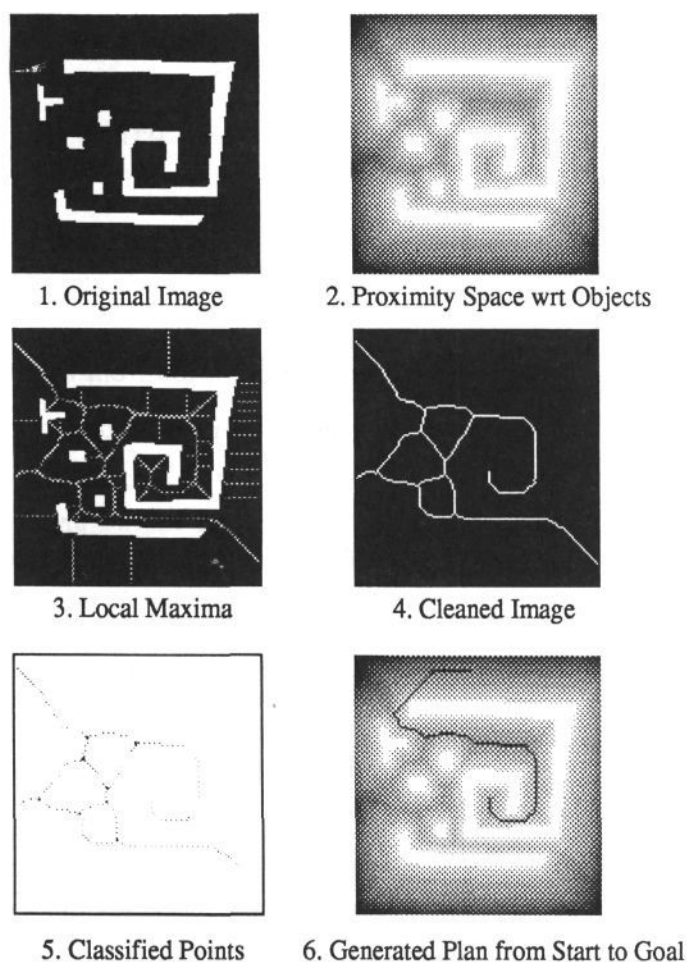 1. Original Image
2. Proximity Space wrt Objects
3. Local Maxima
4. Cleaned Image
5. Classified Points
6. Generated Plan from Start to Goal